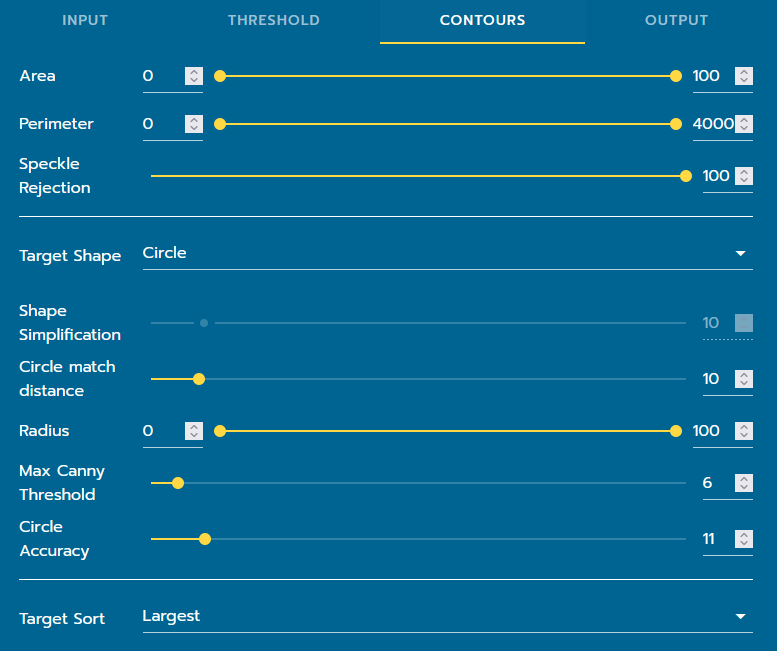 INPUT THRESHOLD CONTOURS OUTPUT
Area 0 100
Perimeter 0 4000
Speckle
Rejection 100
Target Shape Circle
Shape
Simplification 10
Circle match
distance 10
Radius 0 100
Max Canny
Threshold 6
Circle
Accuracy 11
Target Sort Largest